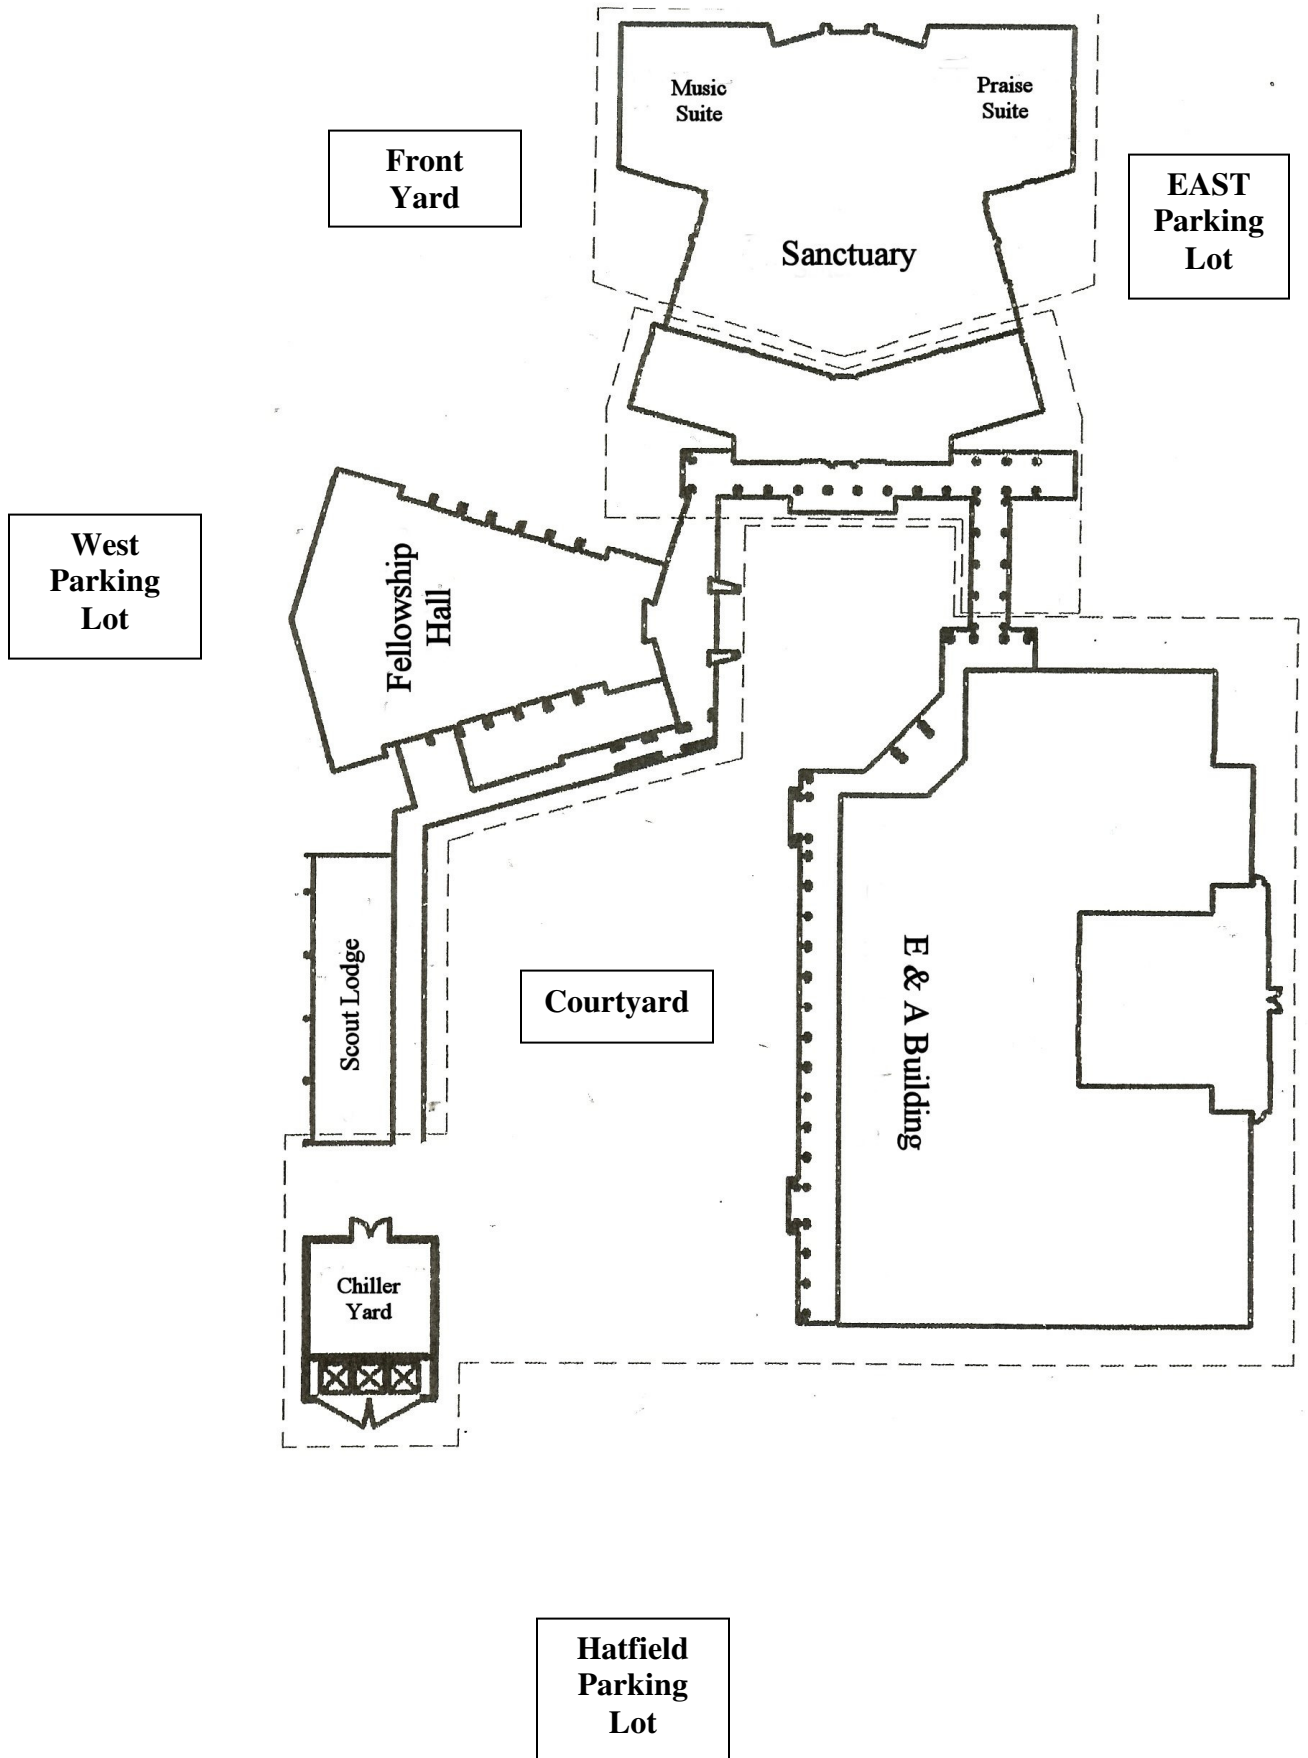 Music
Suite
Praise
Suite
Front
Yard
EAST
Parking
Lot
Sanctuary
West
Parking
Lot
Fellowship
Hall
Scout Lodge
Courtyard
E & A Building
Chiller
Yard
Hatfield
Parking
Lot